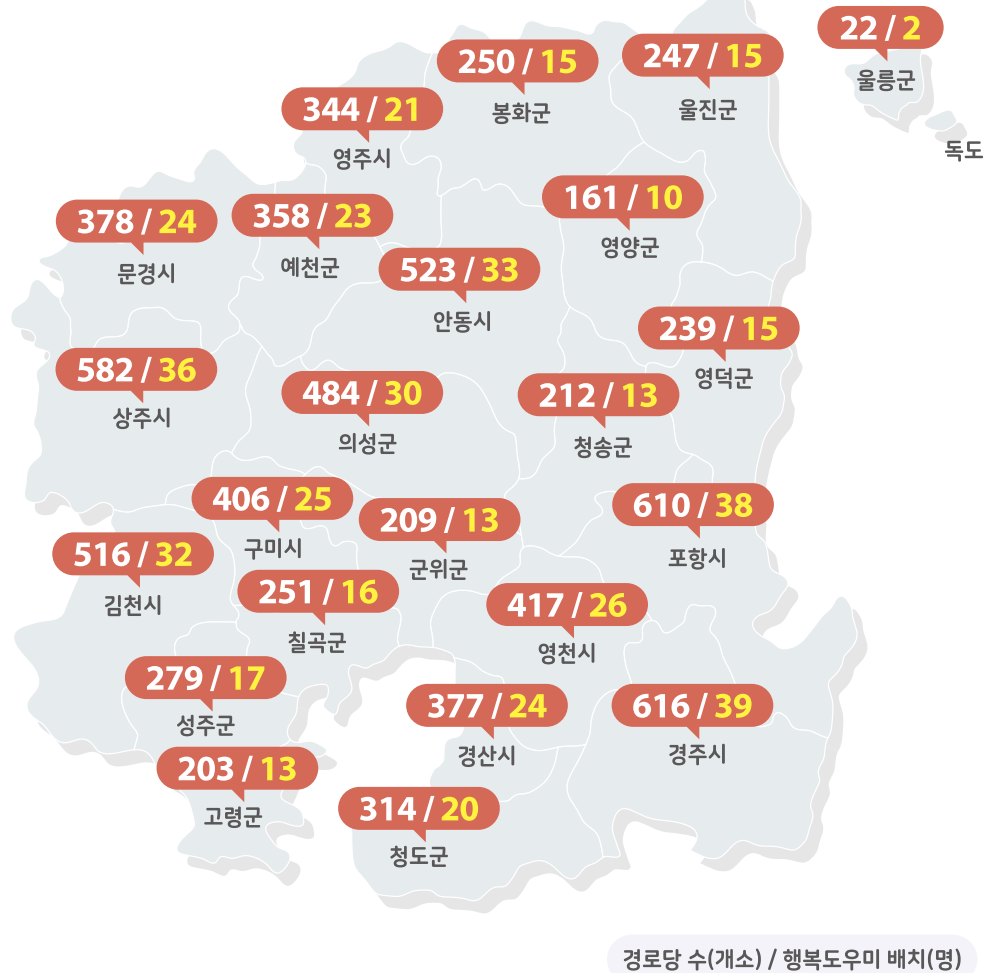 22 / 2
울릉군
독도
250 / 15
봉화군
247 / 15
울진군
344 / 21
영주시
161 / 10
영양군
378 / 24
문경시
358 / 23
예천군
523 / 33
안동시
239 / 15
영덕군
582 / 36
상주시
484 / 30
의성군
212 / 13
청송군
406 / 25
구미시
209 / 13
군위군
610 / 38
포항시
516 / 32
김천시
251 / 16
칠곡군
417 / 26
영천시
279 / 17
성주군
377 / 24
경산시
616 / 39
경주시
203 / 13
고령군
314 / 20
청도군
경로당 수(개소) / 행복도우미 배치(명)